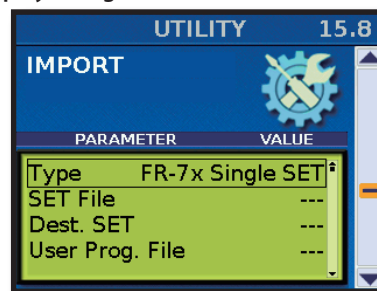 UTILITY 15.8
IMPORT
PARAMETER VALUE
Type FR-7x Single SET
SET File ---
Dest. SET ---
User Prog. File ---